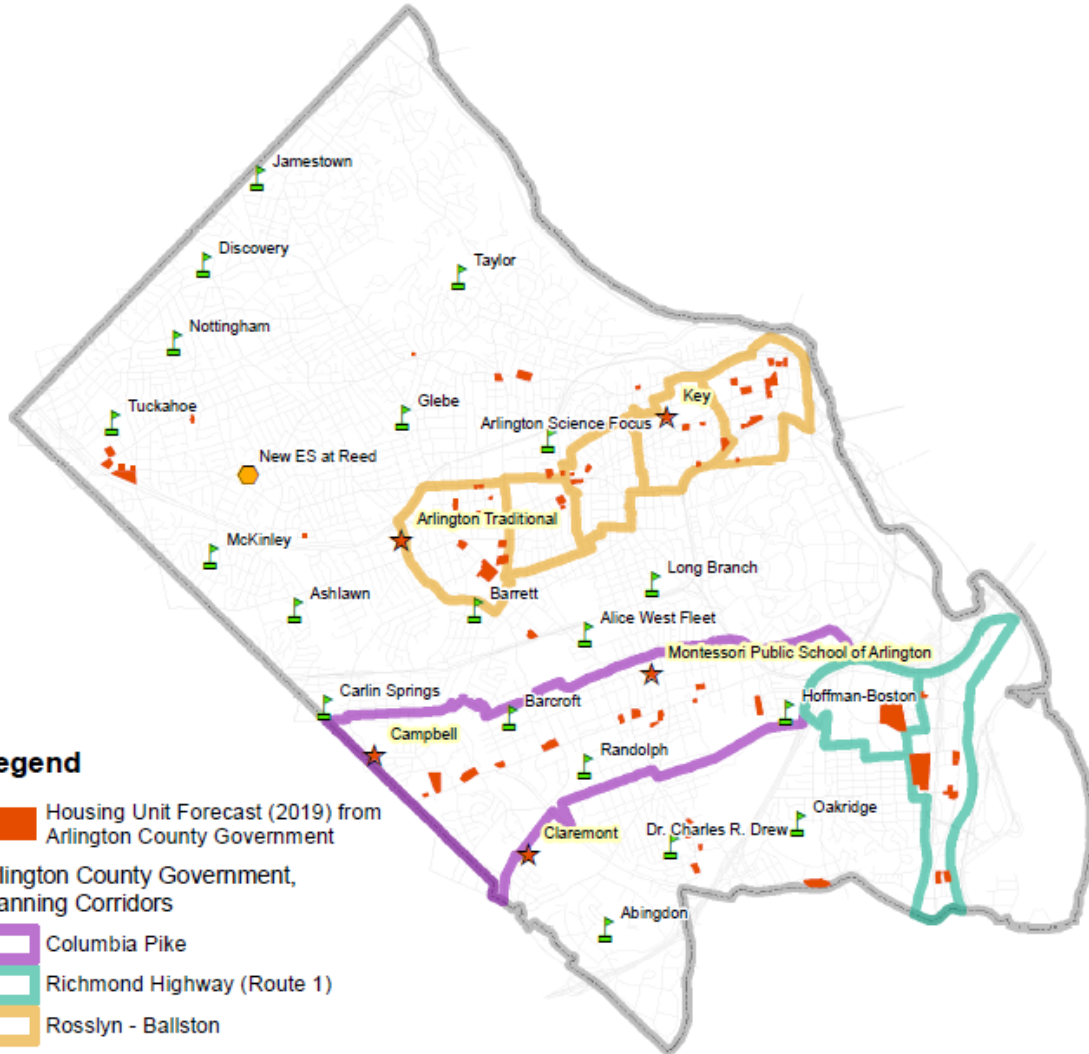 Jamestown
Discovery
Taylor
Nottingham
Tuckahoe
Glebe
Key
Arlington Science Focus
New ES at Reed
Arlington Traditional
McKinley
Long Branch
Ashlawn
Barrett
Alice West Fleet
Montessori Public School of Arlington
Carlin Springs
Hoffman-Boston
Barcroft
Campbell
Randolph
Oakridge
Claremont
Dr. Charles R. Drew
Abingdon
egend
Housing Unit Forecast (2019) from
Arlington County Government
lington County Government,
anning Corridors
Columbia Pike
Richmond Highway (Route 1)
Rosslyn - Ballston